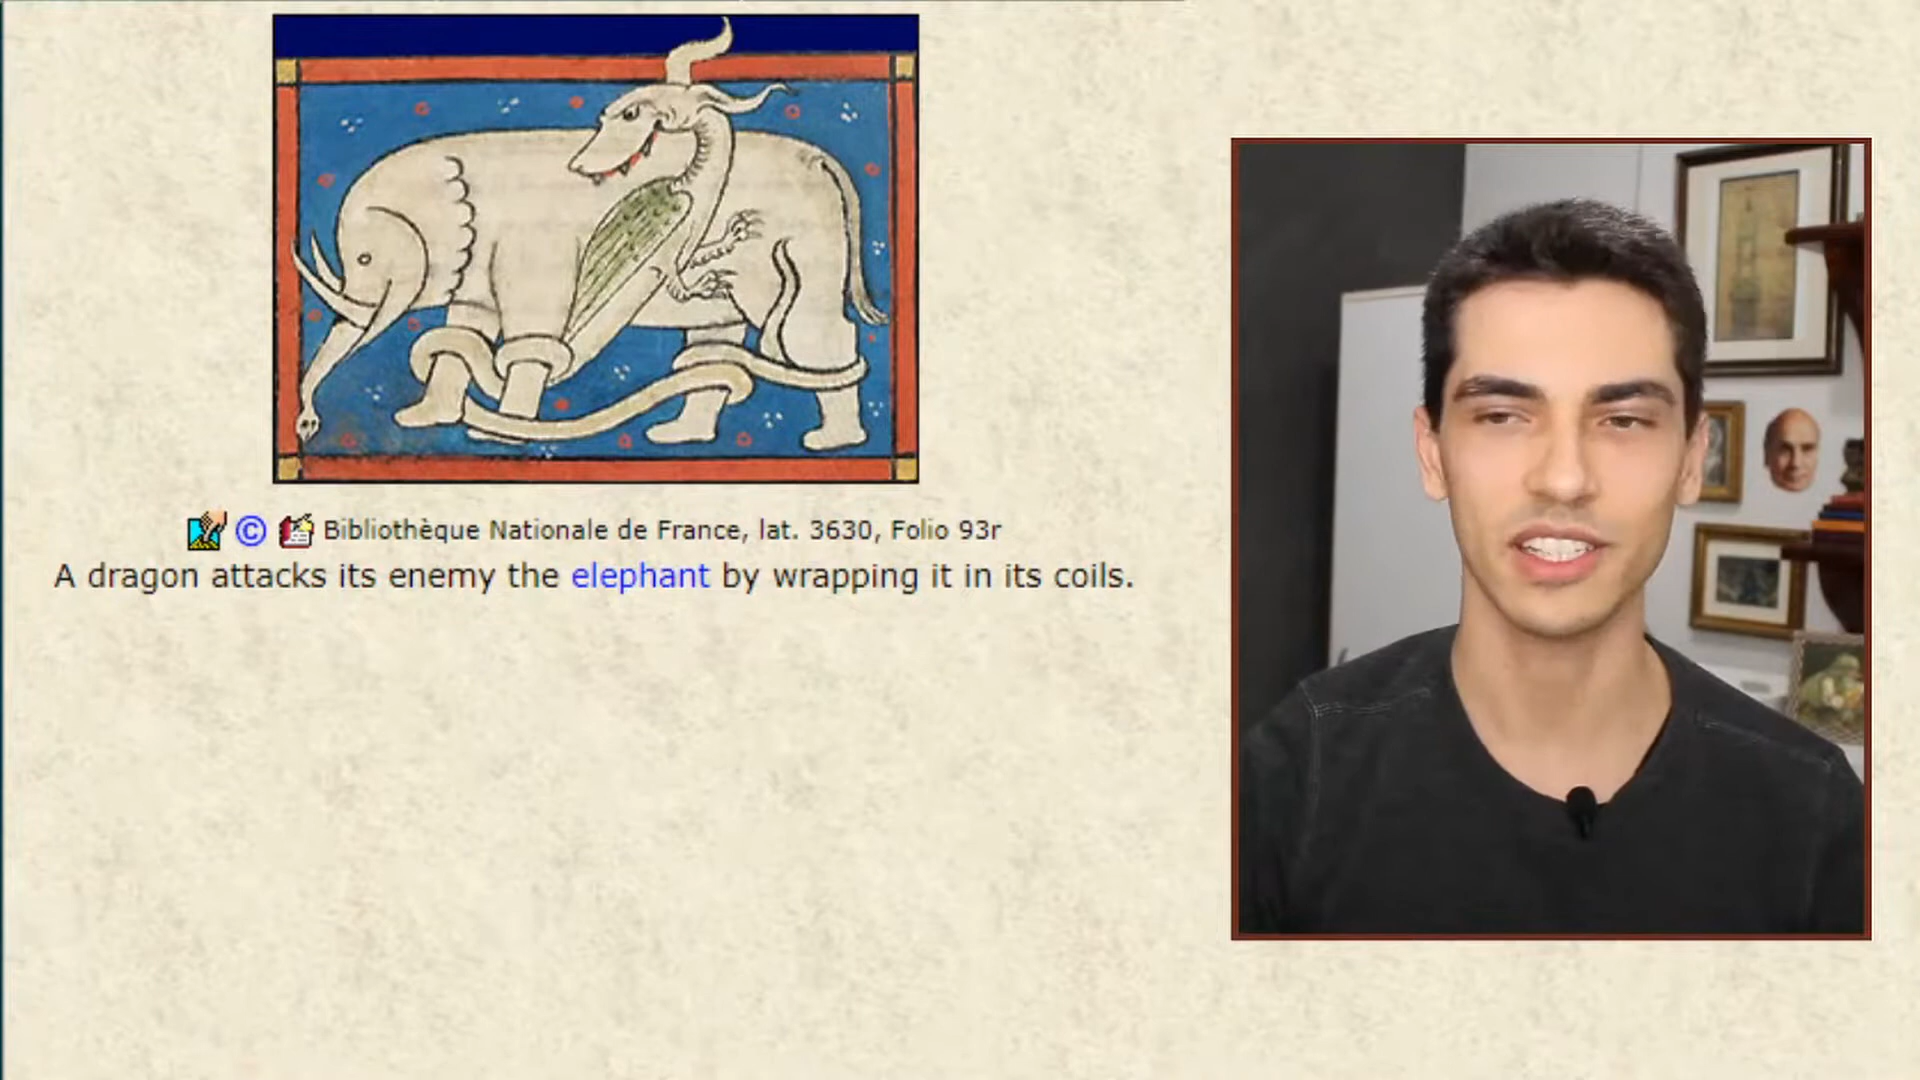 © Bibliothèque Nationale de France, lat. 3630, Folio 93r
A dragon attacks its enemy the elephant by wrapping it in its coils.